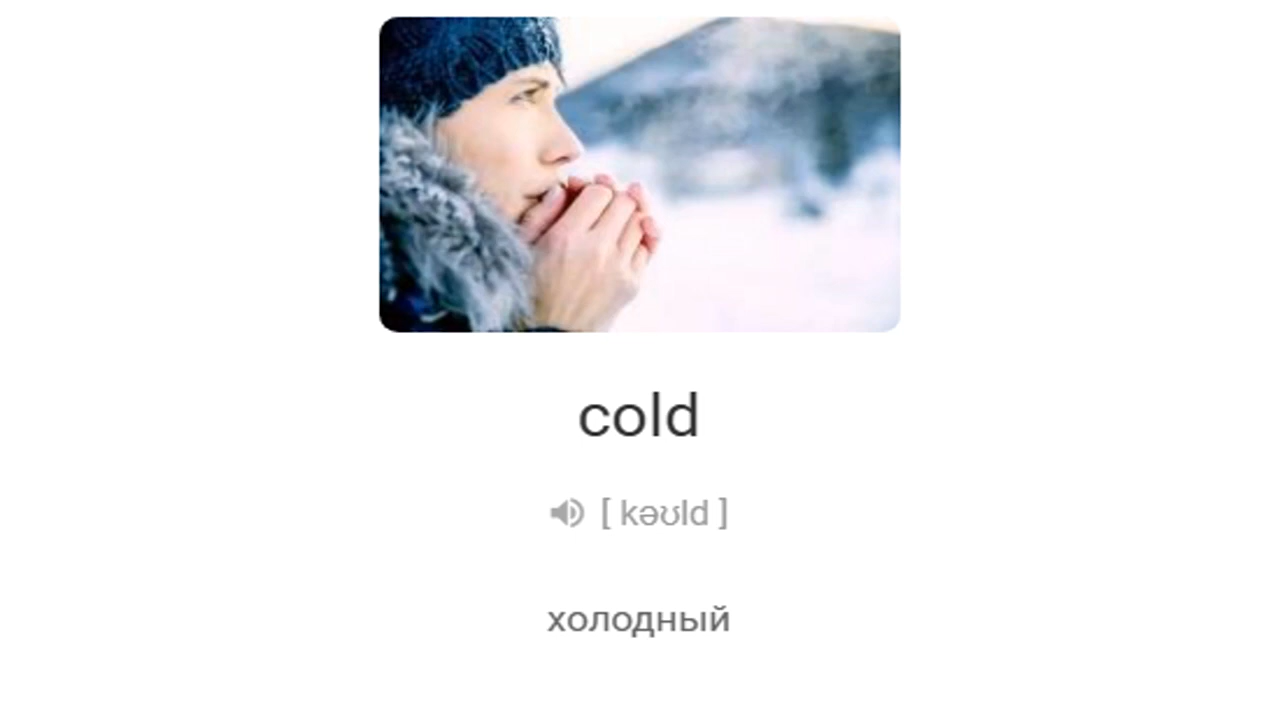 cold
[ kəʊld ]
холодный